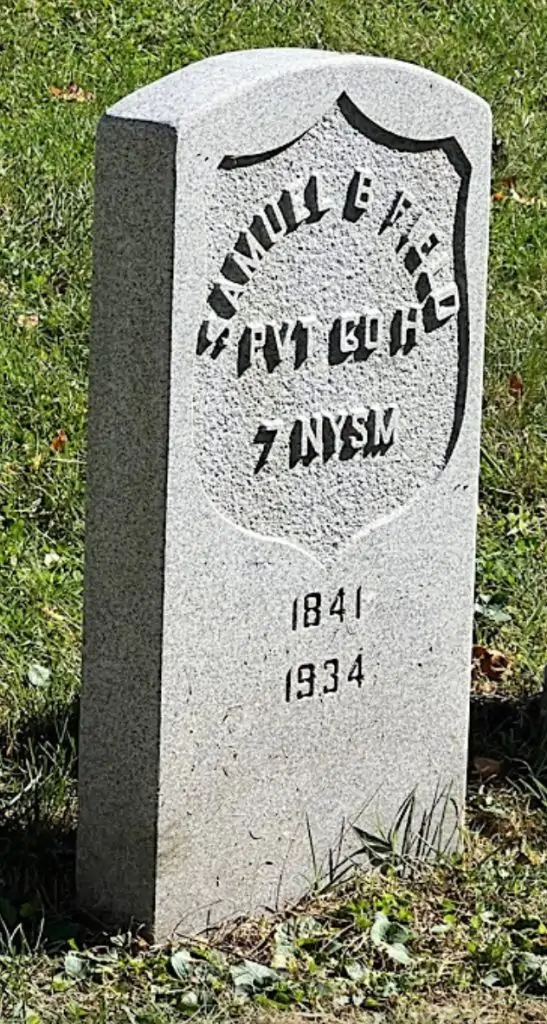 SAMUEL B FIELD
PVT CO H
7 NYSM
1841
1934